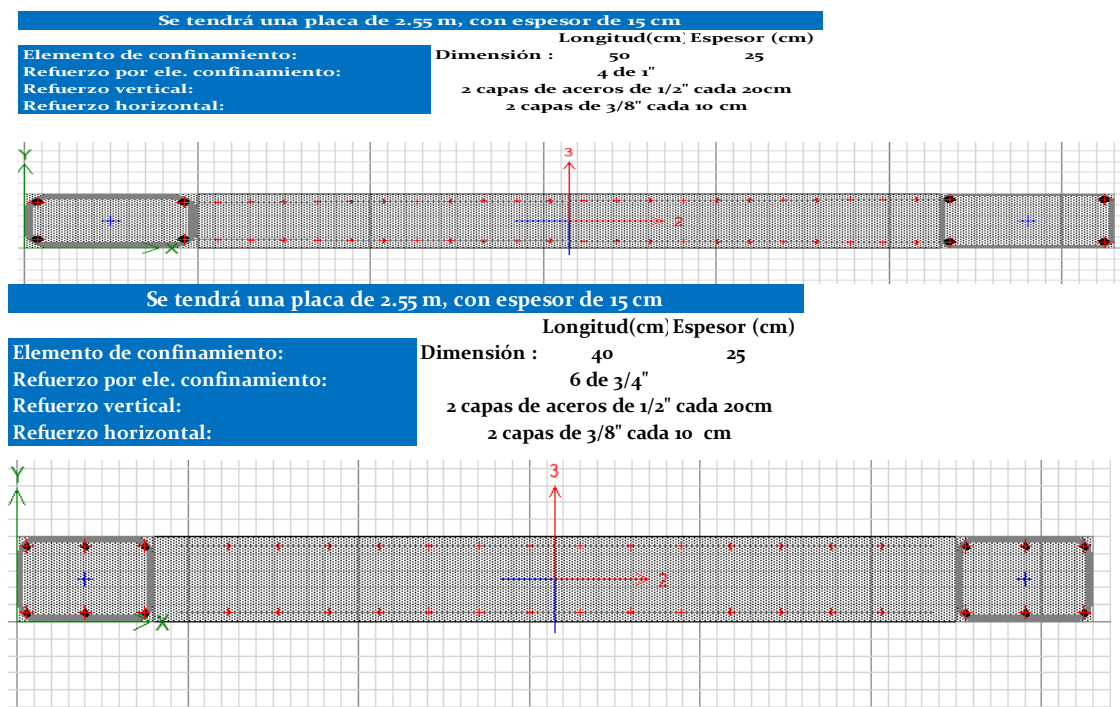 Se tendrá una placa de 2.55 m, con espesor de 15 cm
Longitud(cm) Espesor (cm)
Elemento de confinamiento: Dimensión : 50 25
Refuerzo por ele. confinamiento: 4 de 1"
Refuerzo vertical: 2 capas de aceros de 1/2" cada 20cm
Refuerzo horizontal: 2 capas de 3/8" cada 10 cm
Y
3
2
X
Se tendrá una placa de 2.55 m, con espesor de 15 cm
Longitud(cm) Espesor (cm)
Elemento de confinamiento: Dimensión : 40 25
Refuerzo por ele. confinamiento: 6 de 3/4"
Refuerzo vertical: 2 capas de aceros de 1/2" cada 20cm
Refuerzo horizontal: 2 capas de 3/8" cada 10 cm
Y
3
2
X